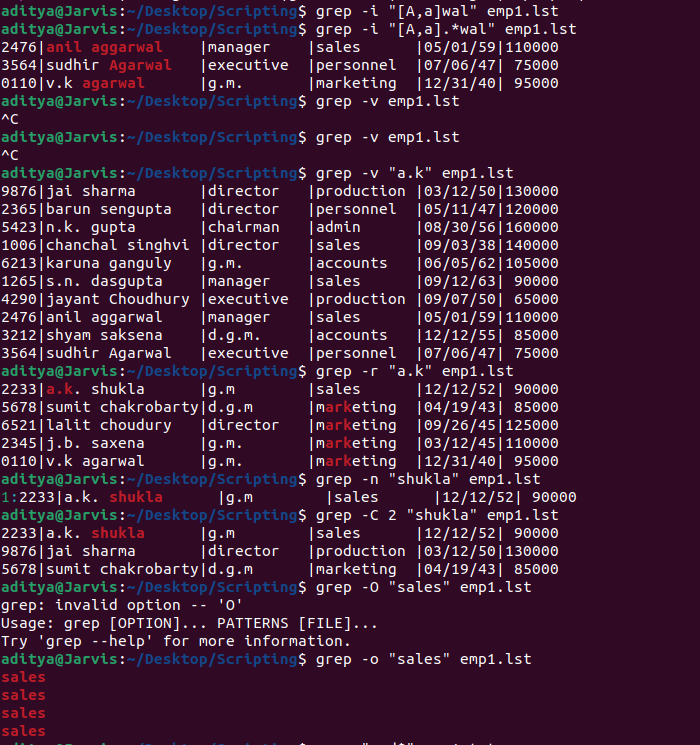 aditya@Jarvis:~/Desktop/Scripting$ grep -i "[A,a]wal" emp1.lst
aditya@Jarvis:~/Desktop/Scripting$ grep -i "[A,a].*wal" emp1.lst
2476|anil aggarwal    |manager   |sales      |05/01/59|110000
3564|sudhir Agarwal   |executive |personnel  |07/06/47| 75000
0110|v.k agarwal      |g.m.      |marketing  |12/31/40| 95000
aditya@Jarvis:~/Desktop/Scripting$ grep -v emp1.lst
^C
aditya@Jarvis:~/Desktop/Scripting$ grep -v emp1.lst
^C
aditya@Jarvis:~/Desktop/Scripting$ grep -v "a.k" emp1.lst
9876|jai sharma       |director  |production |03/12/50|130000
2365|barun sengupta   |director  |personnel  |05/11/47|120000
5423|n.k. gupta       |chairman  |admin      |08/30/56|160000
1006|chanchal singhvi |director  |sales      |09/03/38|140000
6213|karuna ganguly   |g.m.      |accounts   |06/05/62|105000
1265|s.n. dasgupta    |manager   |sales      |09/12/63| 90000
4290|jayant Choudhury |executive |production |09/07/50| 65000
2476|anil aggarwal    |manager   |sales      |05/01/59|110000
3212|shyam saksena    |d.g.m.    |accounts   |12/12/55| 85000
3564|sudhir Agarwal   |executive |personnel  |07/06/47| 75000
aditya@Jarvis:~/Desktop/Scripting$ grep -r "a.k" emp1.lst
2233|a.k. shukla      |g.m       |sales      |12/12/52| 90000
5678|sumit chakrobarty|d.g.m     |marketing  |04/19/43| 85000
6521|lalit choudury   |director  |marketing  |09/26/45|125000
2345|j.b. saxena      |g.m.      |marketing  |03/12/45|110000
0110|v.k agarwal      |g.m.      |marketing  |12/31/40| 95000
aditya@Jarvis:~/Desktop/Scripting$ grep -n "shukla" emp1.lst
1:2233|a.k. shukla      |g.m       |sales      |12/12/52| 90000
aditya@Jarvis:~/Desktop/Scripting$ grep -C 2 "shukla" emp1.lst
2233|a.k. shukla      |g.m       |sales      |12/12/52| 90000
9876|jai sharma       |director  |production |03/12/50|130000
5678|sumit chakrobarty|d.g.m     |marketing  |04/19/43| 85000
aditya@Jarvis:~/Desktop/Scripting$ grep -O "sales" emp1.lst
grep: invalid option -- 'O'
Usage: grep [OPTION]... PATTERNS [FILE]...
Try 'grep --help' for more information.
aditya@Jarvis:~/Desktop/Scripting$ grep -o "sales" emp1.lst
sales
sales
sales
sales